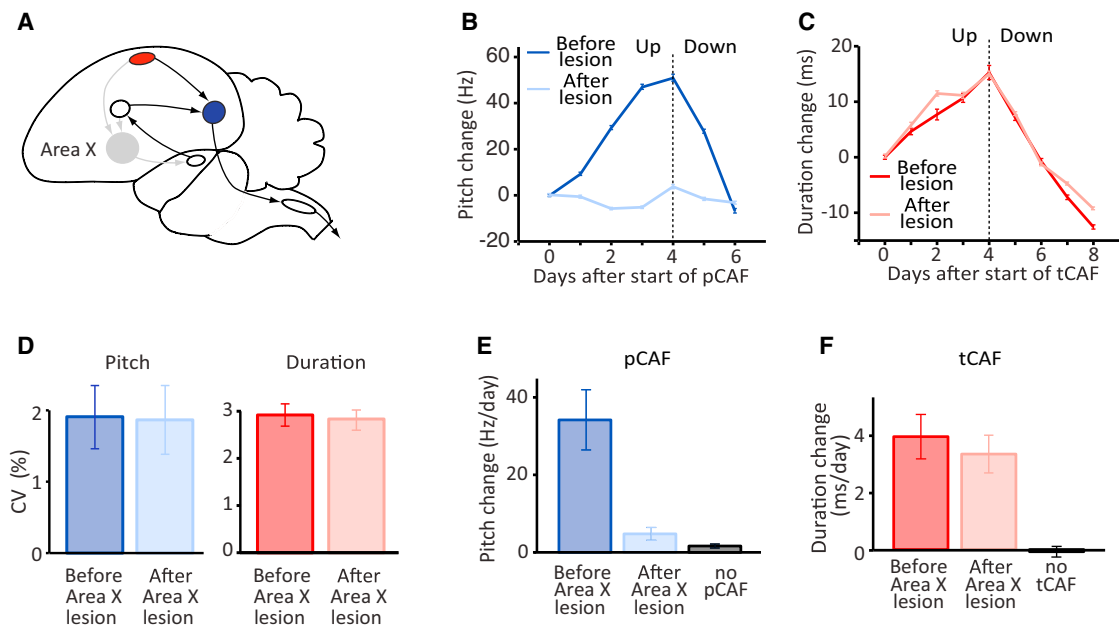 A
Area X
B
Pitch change (Hz)
60
40
20
0
-20
Before
lesion
After
lesion
Up
Down
0
2
4
6
Days after start of pCAF
C
Duration change (ms)
20
10
0
-10
Up
Down
Before
lesion
After
lesion
0
2
4
6
8
Days after start of tCAF
D
Pitch
CV (%)
2
1
0
Before
Area X
lesion
After
Area X
lesion
Duration
3
2
1
0
Before
Area X
lesion
After
Area X
lesion
E
pCAF
Pitch change (Hz/day)
40
20
0
Before
Area X
lesion
After
Area X
lesion
no
pCAF
F
tCAF
Duration change
(ms/day)
4
2
0
Before
Area X
lesion
After
Area X
lesion
no
tCAF